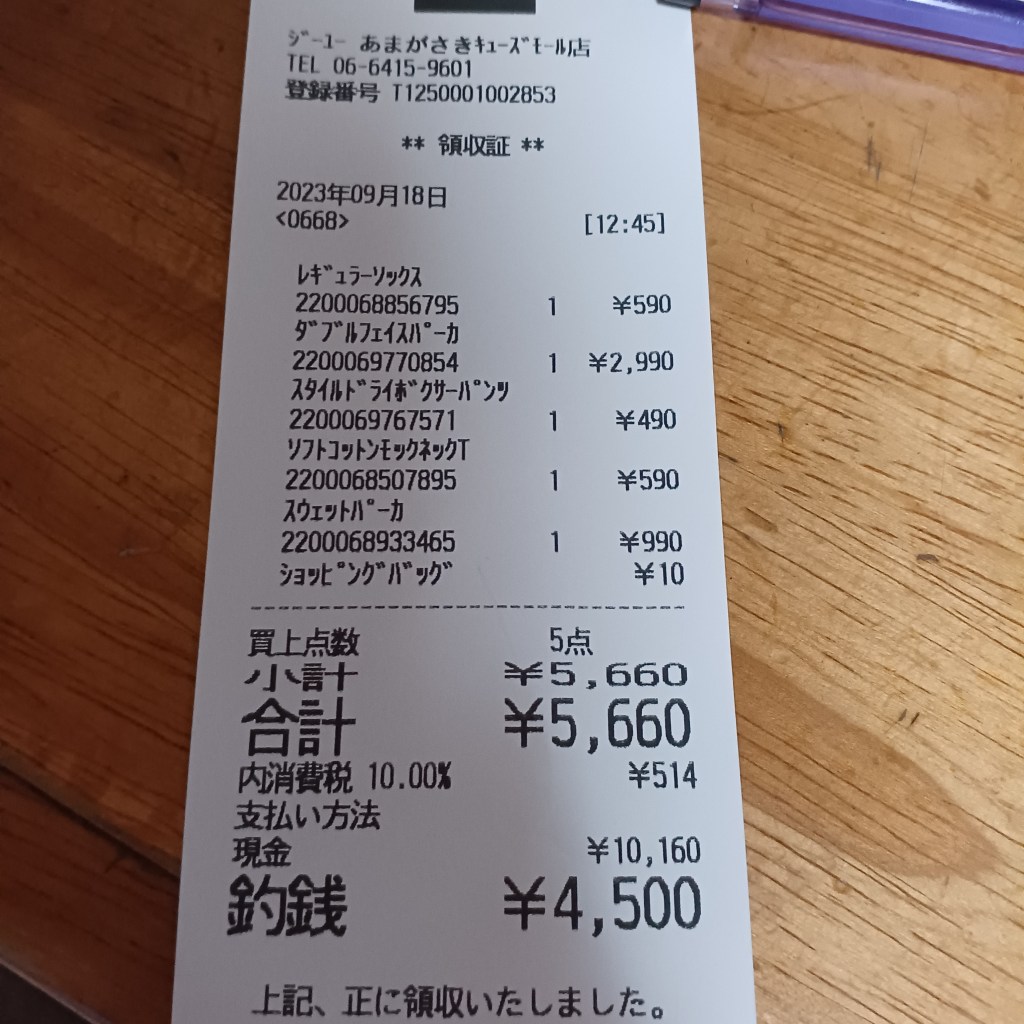 ｼﾞｰﾕｰ あまがさきｷｭｰｽﾞﾓｰﾙ店
TEL 06-6415-9601
登録番号 T1250001002853
** 領収証 **
2023年09月18日
<0668> [12:45]
ﾚｷﾞｭﾗｰｿｯｸｽ
2200068856795 1 ¥590
ﾀﾞﾌﾞﾙﾌｪｲｽﾊﾟｰｶ
2200069770854 1 ¥2,990
ｽﾀｲﾙﾄﾞﾗｲﾎﾞｸｻｰﾊﾟﾝﾂ
2200069767571 1 ¥490
ｿﾌﾄｺｯﾄﾝﾓｯｸﾈｯｸT
2200068507895 1 ¥590
ｽｳｪｯﾄﾊﾟｰｶ
2200068933465 1 ¥990
ｼｮｯﾋﾟﾝｸﾞﾊﾞｯｸﾞ ¥10
買上点数 5点
小計 ¥5,660
合計 ¥5,660
内消費税 10.00% ¥514
支払い方法
現金 ¥10,160
釣銭 ¥4,500
上記、正に領収いたしました。